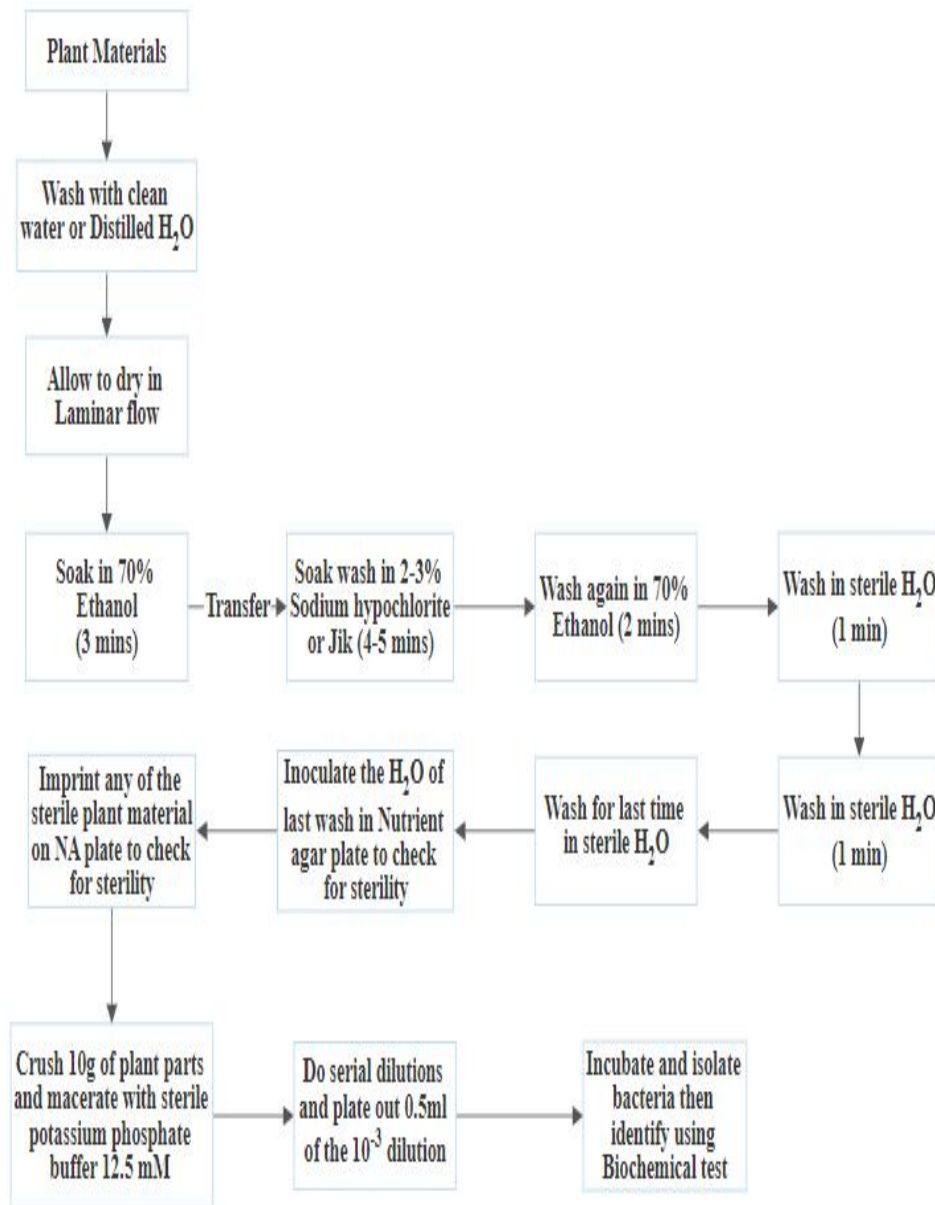 Plant Materials
Wash with clean
water or Distilled H₂O
Allow to dry in
Laminar flow
Soak in 70%
Ethanol
(3 mins)
Transfer
Soak wash in 2-3%
Sodium hypochlorite
or Jik (4-5 mins)
Wash again in 70%
Ethanol (2 mins)
Wash in sterile H₂O
(1 min)
Wash in sterile H₂O
(1 min)
Wash for last time
in sterile H₂O
Inoculate the H₂O of
last wash in Nutrient
agar plate to check
for sterility
Imprint any of the
sterile plant material
on NA plate to check
for sterility
Crush 10g of plant parts
and macerate with sterile
potassium phosphate
buffer 12.5 mM
Do serial dilutions
and plate out 0.5ml
of the 10⁻³ dilution
Incubate and isolate
bacteria then
identify using
Biochemical test